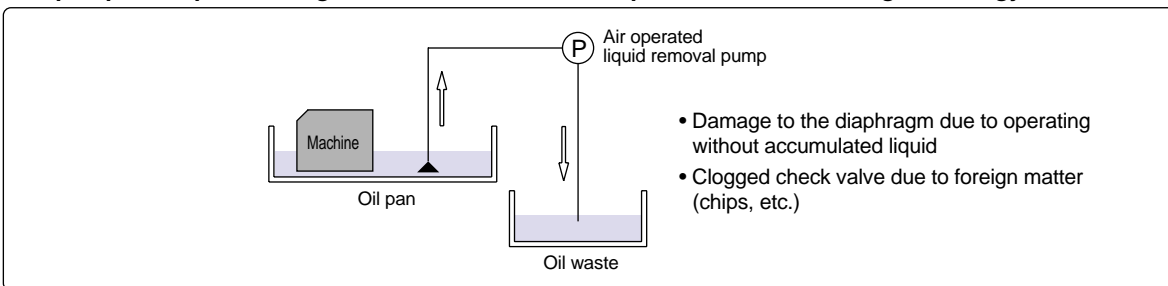 P
Air operated
liquid removal pump
Machine
Oil pan
Oil waste
• Damage to the diaphragm due to operating
without accumulated liquid
• Clogged check valve due to foreign matter
(chips, etc.)